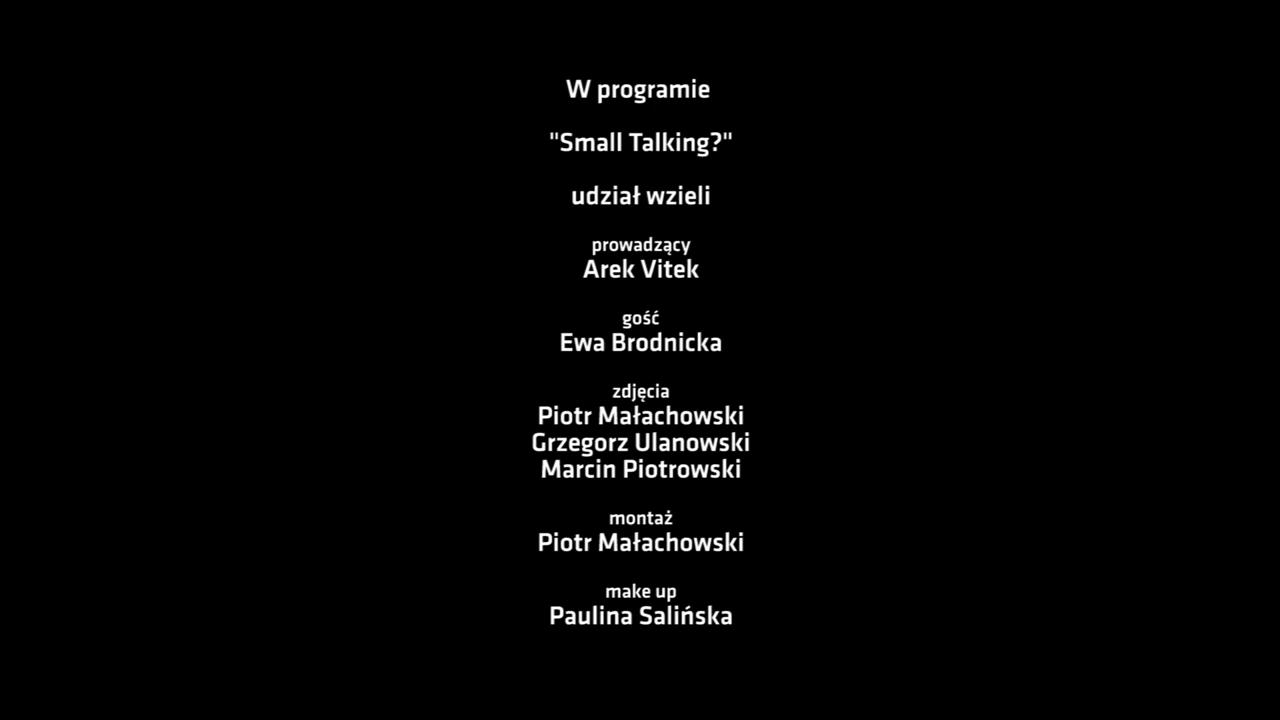 W programie
"Small Talking?"
udział wzieli
prowadzący
Arek Vitek
gość
Ewa Brodnicka
zdjęcia
Piotr Małachowski
Grzegorz Ulanowski
Marcin Piotrowski
montaż
Piotr Małachowski
make up
Paulina Salińska